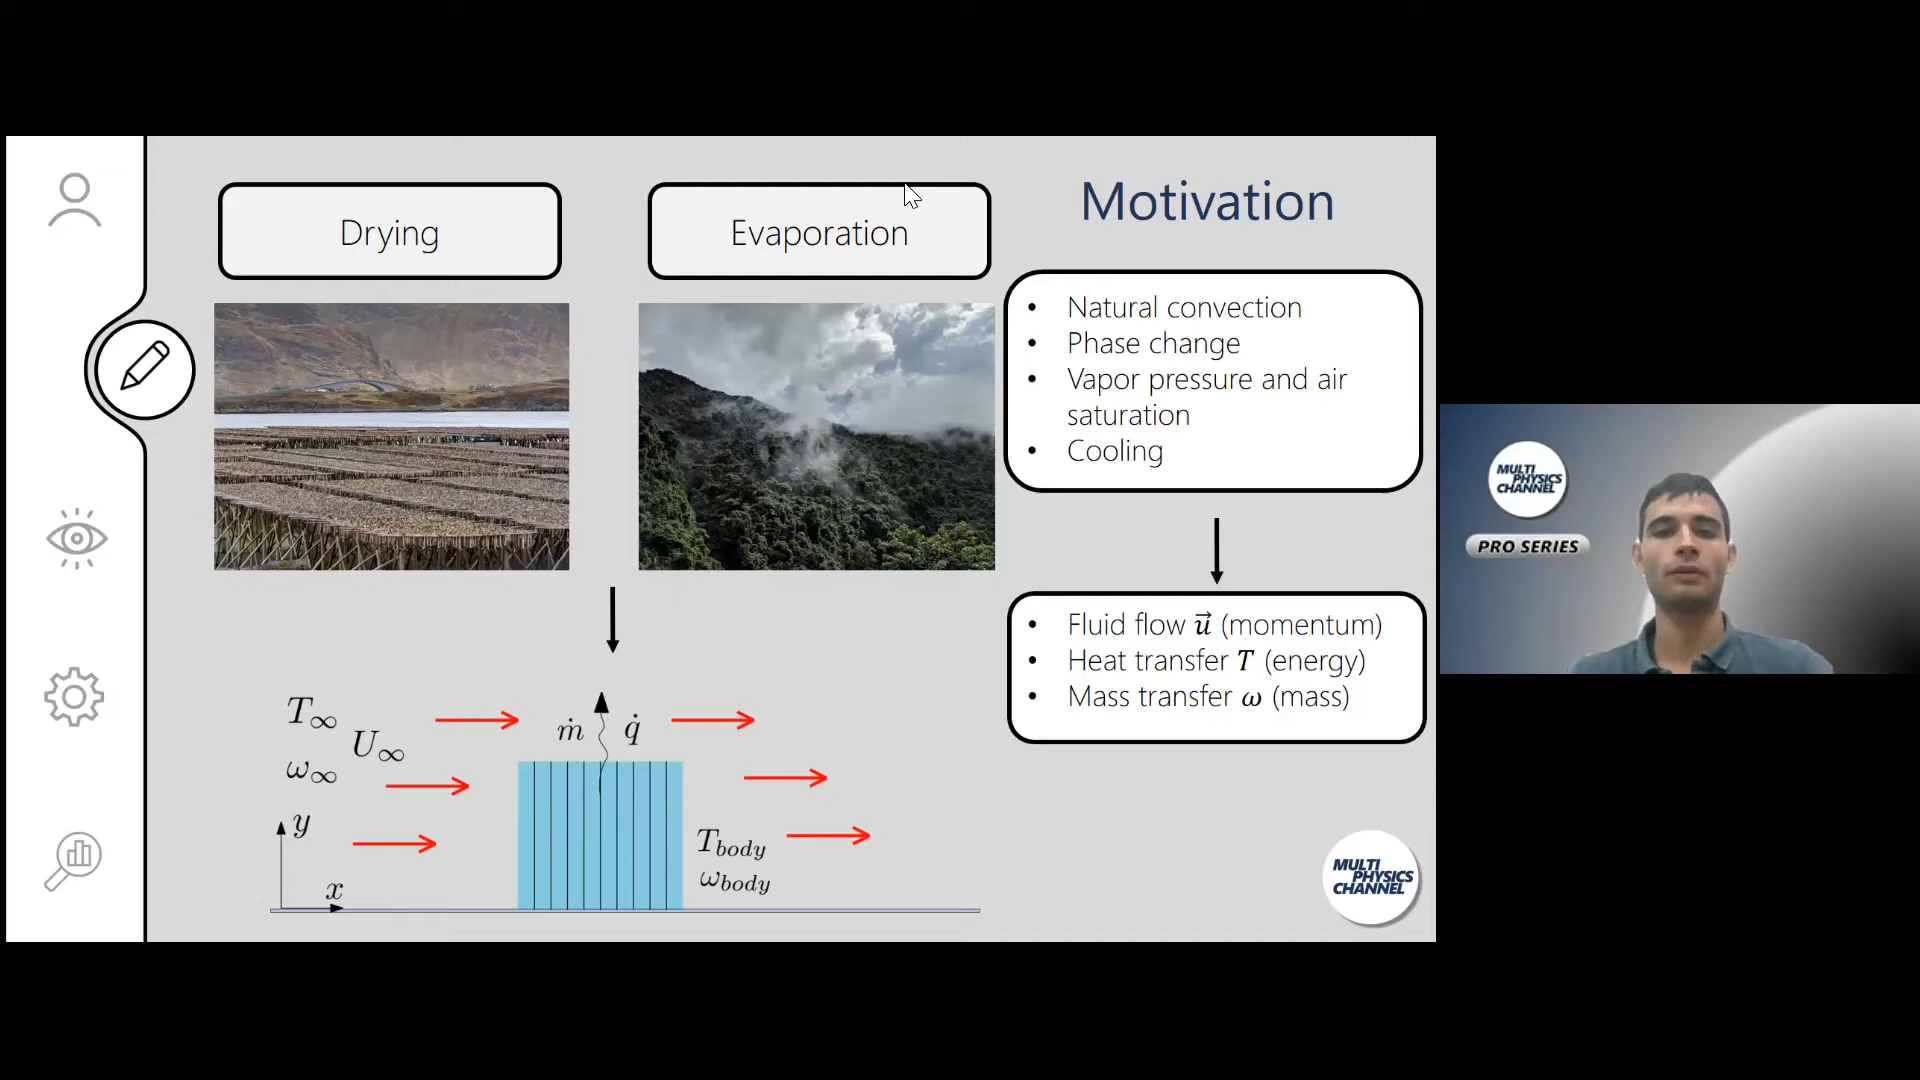 Drying
Evaporation
Motivation
• Natural convection
• Phase change
• Vapor pressure and air
saturation
• Cooling
• Fluid flow $\vec{u}$ (momentum)
• Heat transfer T (energy)
• Mass transfer ω (mass)
T∞
U∞
ω∞
ṁ
q̇
y
x
T_body
ω_body
MULTI
PHYSICS
CHANNEL
MULTI
PHYSICS
CHANNEL
PRO SERIES